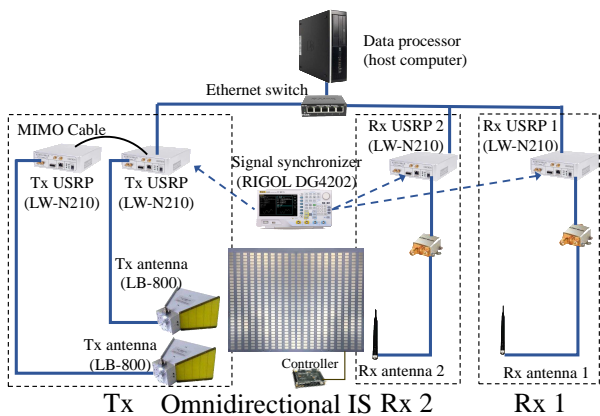 Data processor
(host computer)
Ethernet switch
MIMO Cable
Tx USRP
(LW-N210)
Tx USRP
(LW-N210)
Signal synchronizer
(RIGOL DG4202)
Rx USRP 2
(LW-N210)
Rx USRP 1
(LW-N210)
Tx antenna
(LB-800)
Tx antenna
(LB-800)
Controller
Rx antenna 2
Rx antenna 1
Tx
Omnidirectional IS
Rx 2
Rx 1